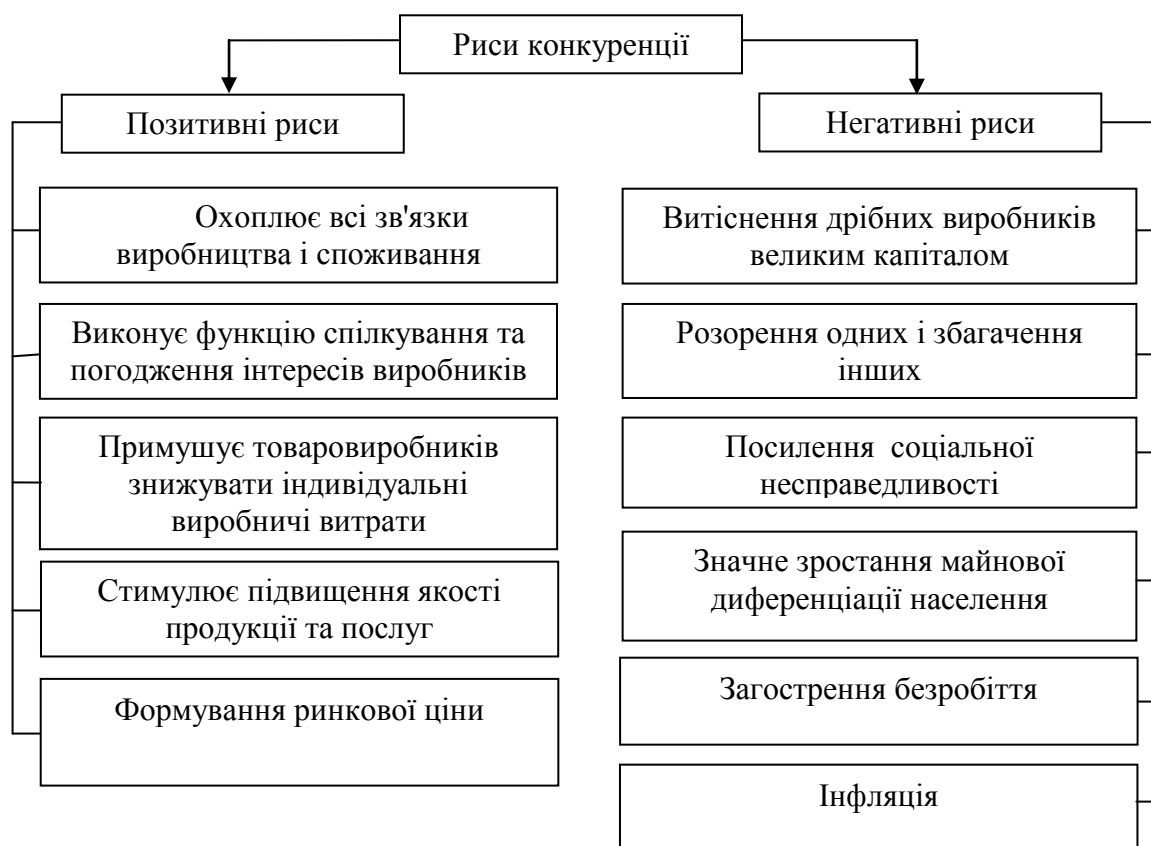 Риси конкуренції
Позитивні риси
Негативні риси
Охоплює всі зв'язки
виробництва і споживання
Виконує функцію спілкування та
погодження інтересів виробників
Примушує товаровиробників
знижувати індивідуальні
виробничі витрати
Стимулює підвищення якості
продукції та послуг
Формування ринкової ціни
Витіснення дрібних виробників
великим капіталом
Розорення одних і збагачення
інших
Посилення соціальної
несправедливості
Значне зростання майнової
диференціації населення
Загострення безробіття
Інфляція